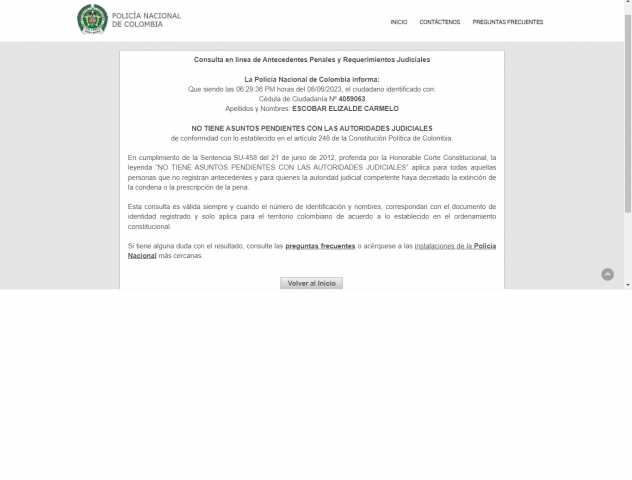 POLICÍA NACIONAL
DE COLOMBIA
INICIO CONTÁCTENOS PREGUNTAS FRECUENTES
Consulta en línea de Antecedentes Penales y Requerimientos Judiciales
La Policía Nacional de Colombia informa:
Que siendo las 06:29:36 PM horas del 08/06/2023, el ciudadano identificado con:
Cédula de Ciudadanía Nº 4059063
Apellidos y Nombres: ESCOBAR ELIZALDE CARMELO
NO TIENE ASUNTOS PENDIENTES CON LAS AUTORIDADES JUDICIALES
de conformidad con lo establecido en el artículo 248 de la Constitución Política de Colombia.
En cumplimiento de la Sentencia SU-458 del 21 de junio de 2012, proferida por la Honorable Corte Constitucional, la
leyenda "NO TIENE ASUNTOS PENDIENTES CON LAS AUTORIDADES JUDICIALES" aplica para todas aquellas
personas que no registran antecedentes y para quienes la autoridad judicial competente haya decretado la extinción de
la condena o la prescripción de la pena.
Esta consulta es válida siempre y cuando el número de identificación y nombres, correspondan con el documento de
identidad registrado y solo aplica para el territorio colombiano de acuerdo a lo establecido en el ordenamiento
constitucional.
Si tiene alguna duda con el resultado, consulte las preguntas frecuentes o acérquese a las instalaciones de la Policía
Nacional más cercanas.
Volver al Inicio